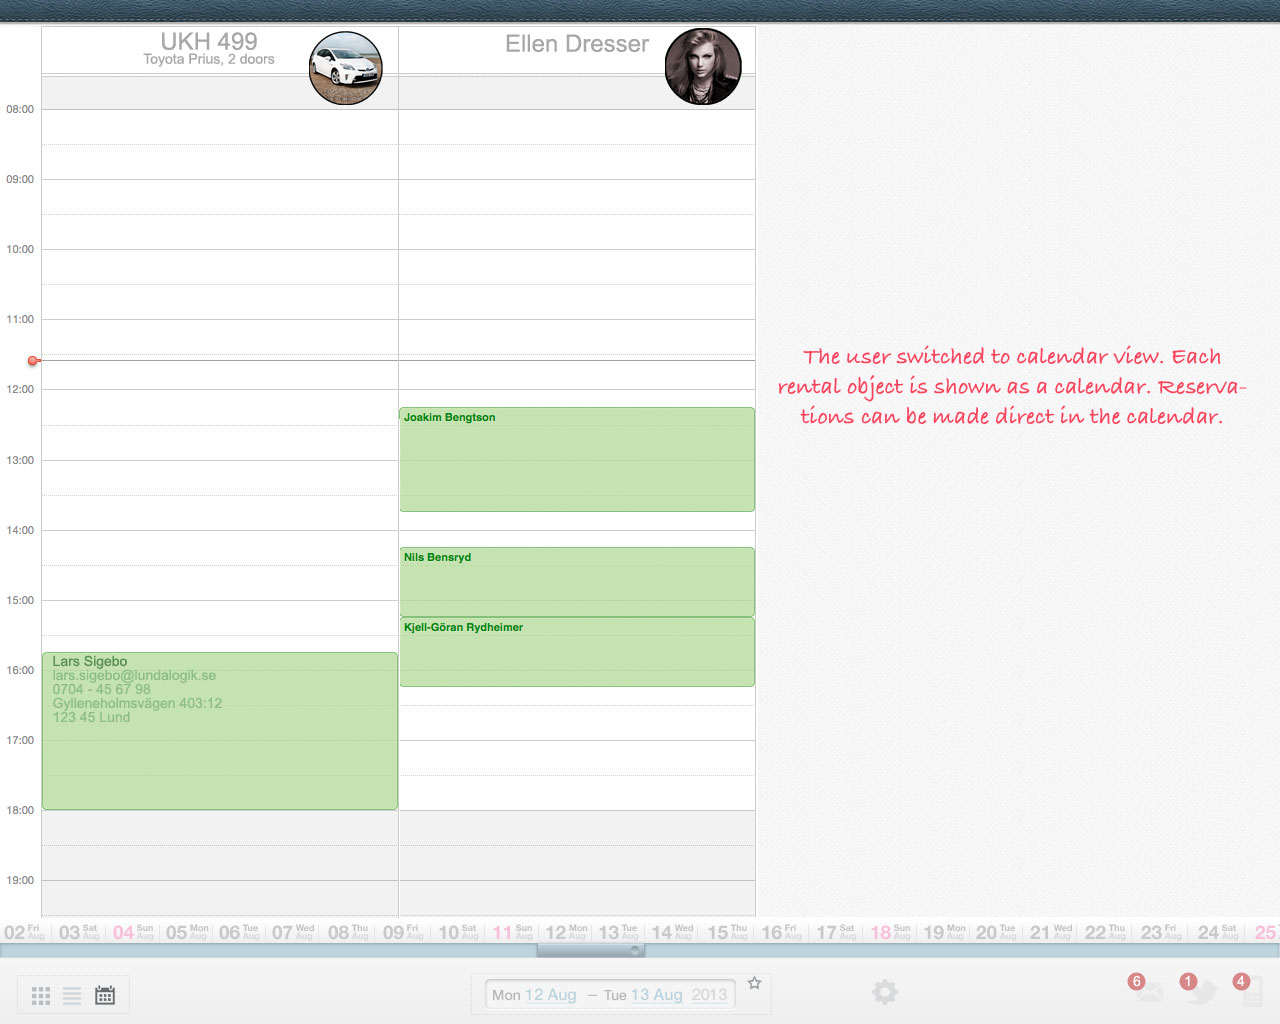 UKH 499
Toyota Prius, 2 doors
Ellen Dresser
08:00
09:00
10:00
11:00
12:00
13:00
14:00
15:00
16:00
17:00
18:00
19:00
Joakim Bengtson
Nils Bensryd
Kjell-Göran Rydheimer
Lars Sigebo
lars.sigebo@lundalogik.se
0704 - 45 67 98
Gylleneholmsvägen 403:12
123 45 Lund
The user switched to calendar view. Each
rental object is shown as a calendar. Reserva-
tions can be made direct in the calendar.
02 Fri Aug 03 Sat Aug 04 Sun Aug 05 Mon Aug 06 Tue Aug 07 Wed Aug 08 Thu Aug 09 Fri Aug 10 Sat Aug 11 Sun Aug 12 Mon Aug 13 Tue Aug 14 Wed Aug 15 Thu Aug 16 Fri Aug 17 Sat Aug 18 Sun Aug 19 Mon Aug 20 Tue Aug 21 Wed Aug 22 Thu Aug 23 Fri Aug 24 Sat Aug 25
Mon 12 Aug – Tue 13 Aug 2013
6 1 4